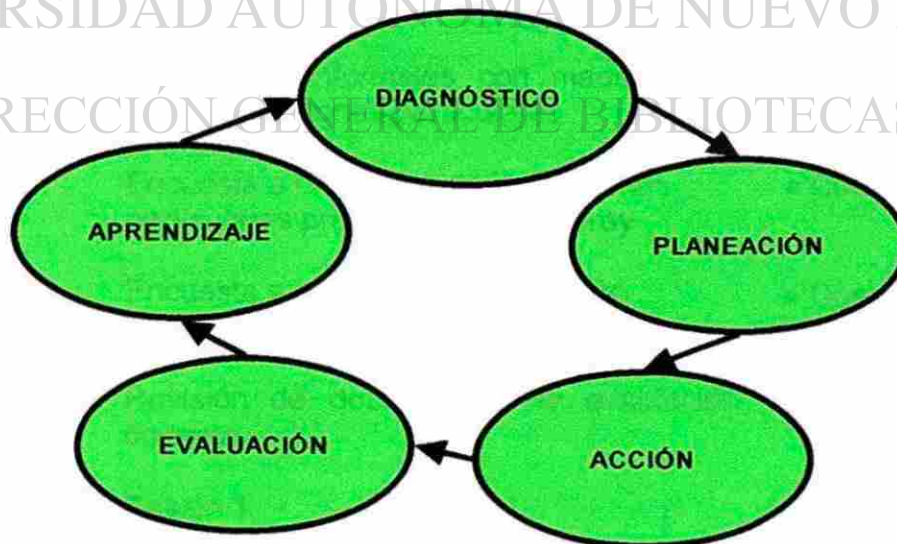 RSIDAD AUTÓNOMA DE NUEVO
DIAGNÓSTICO
RECCIÓN GENERAL DE BIBLIOTECAS
APRENDIZAJE
PLANEACIÓN
EVALUACIÓN
ACCIÓN